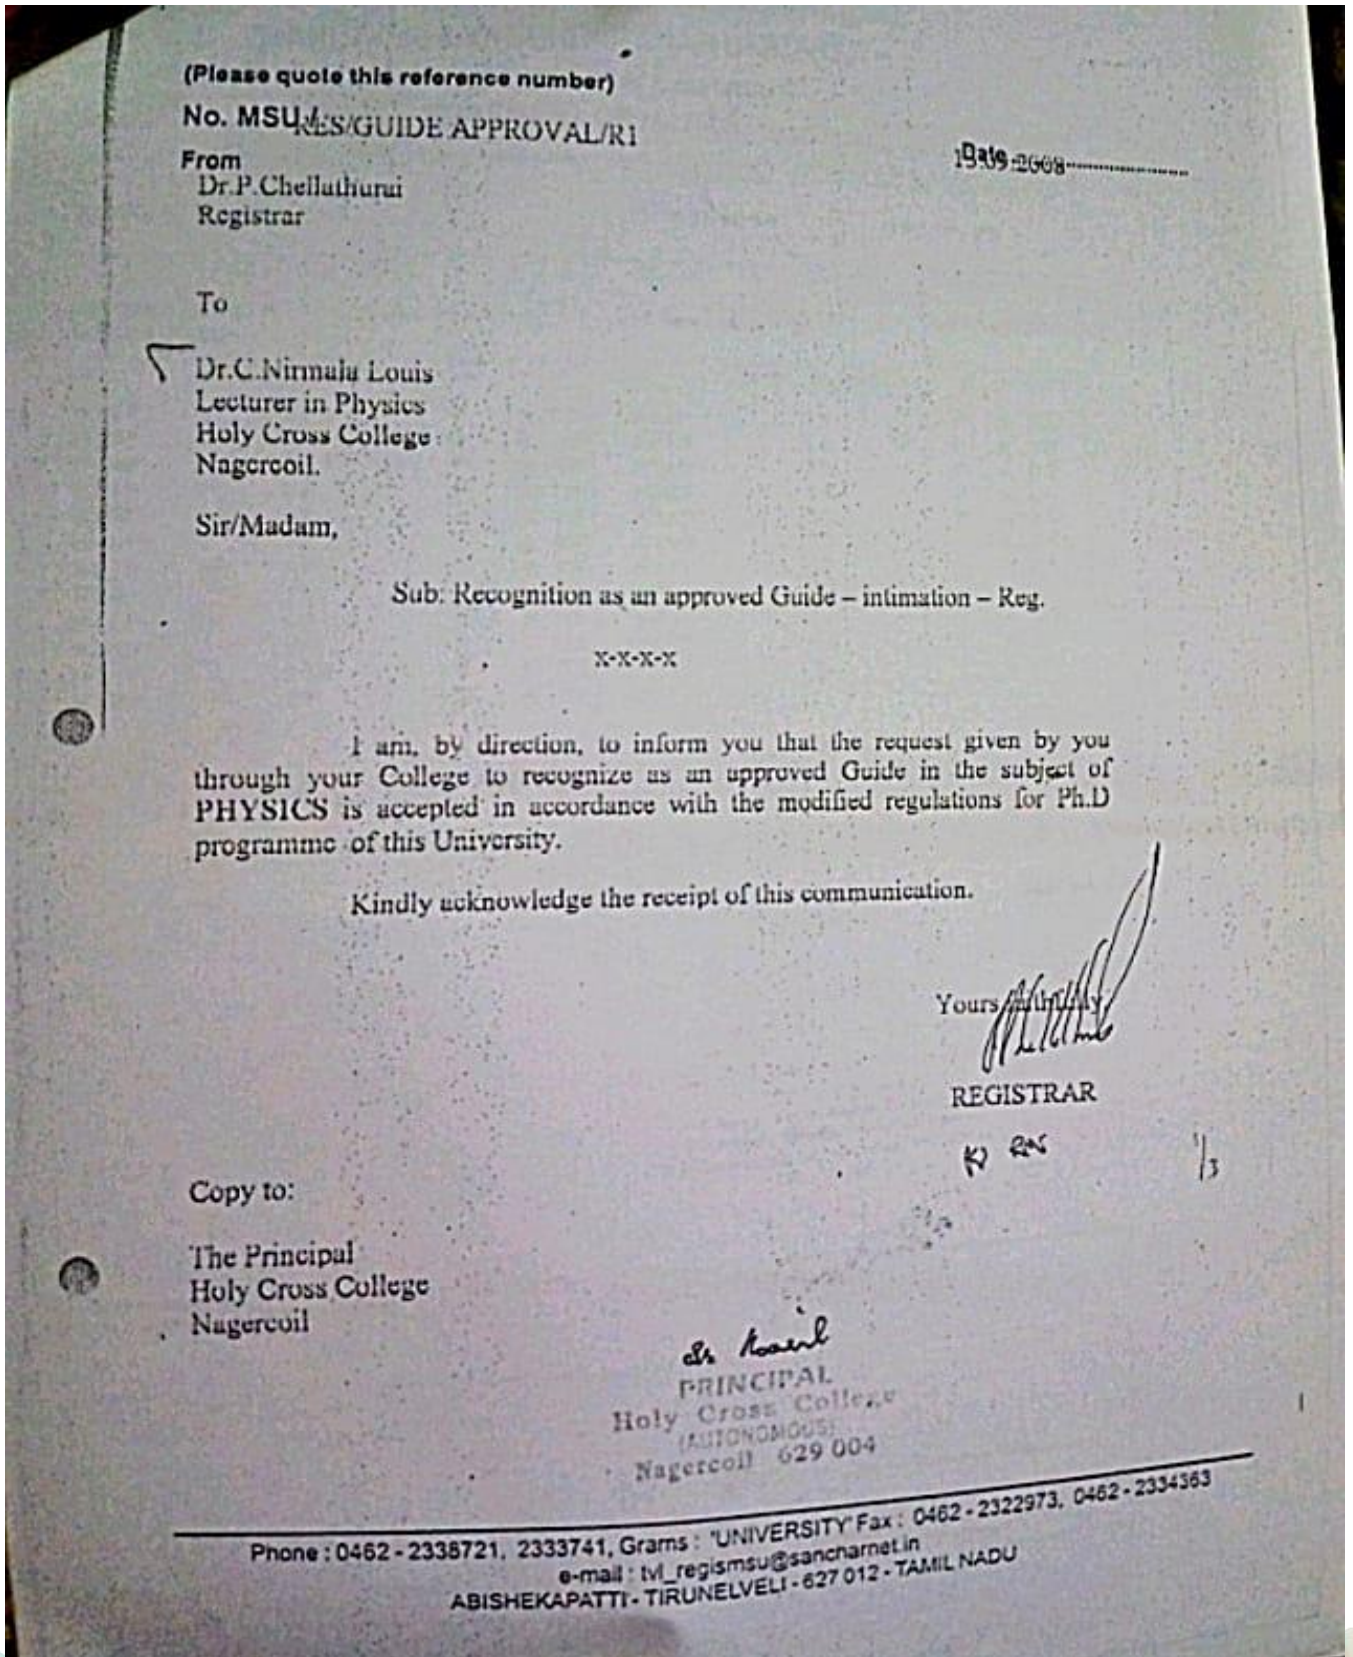 (Please quote this reference number)
No. MSU/RES/GUIDE APPROVAL/R1
From
Date
Dr.P.Chellathurai
Registrar
To
Dr.C.Nirmala Louis
Lecturer in Physics
Holy Cross College
Nagercoil.
Sir/Madam,
Sub: Recognition as an approved Guide – intimation – Reg.
x-x-x-x
I am, by direction, to inform you that the request given by you
through your College to recognize as an approved Guide in the subject of
PHYSICS is accepted in accordance with the modified regulations for Ph.D
programme of this University.
Kindly acknowledge the receipt of this communication.
Yours faithfully
REGISTRAR
1/3
Copy to:
The Principal
Holy Cross College
Nagercoil
PRINCIPAL
Holy Cross College
(AUTONOMOUS)
Nagercoil 629 004
Phone : 0462 - 2338721, 2333741, Grams : 'UNIVERSITY' Fax : 0462 - 2322973, 0462 - 2334363
e-mail : tvl_regismsu@sancharnet.in
ABISHEKAPATTI - TIRUNELVELI - 627 012 - TAMIL NADU